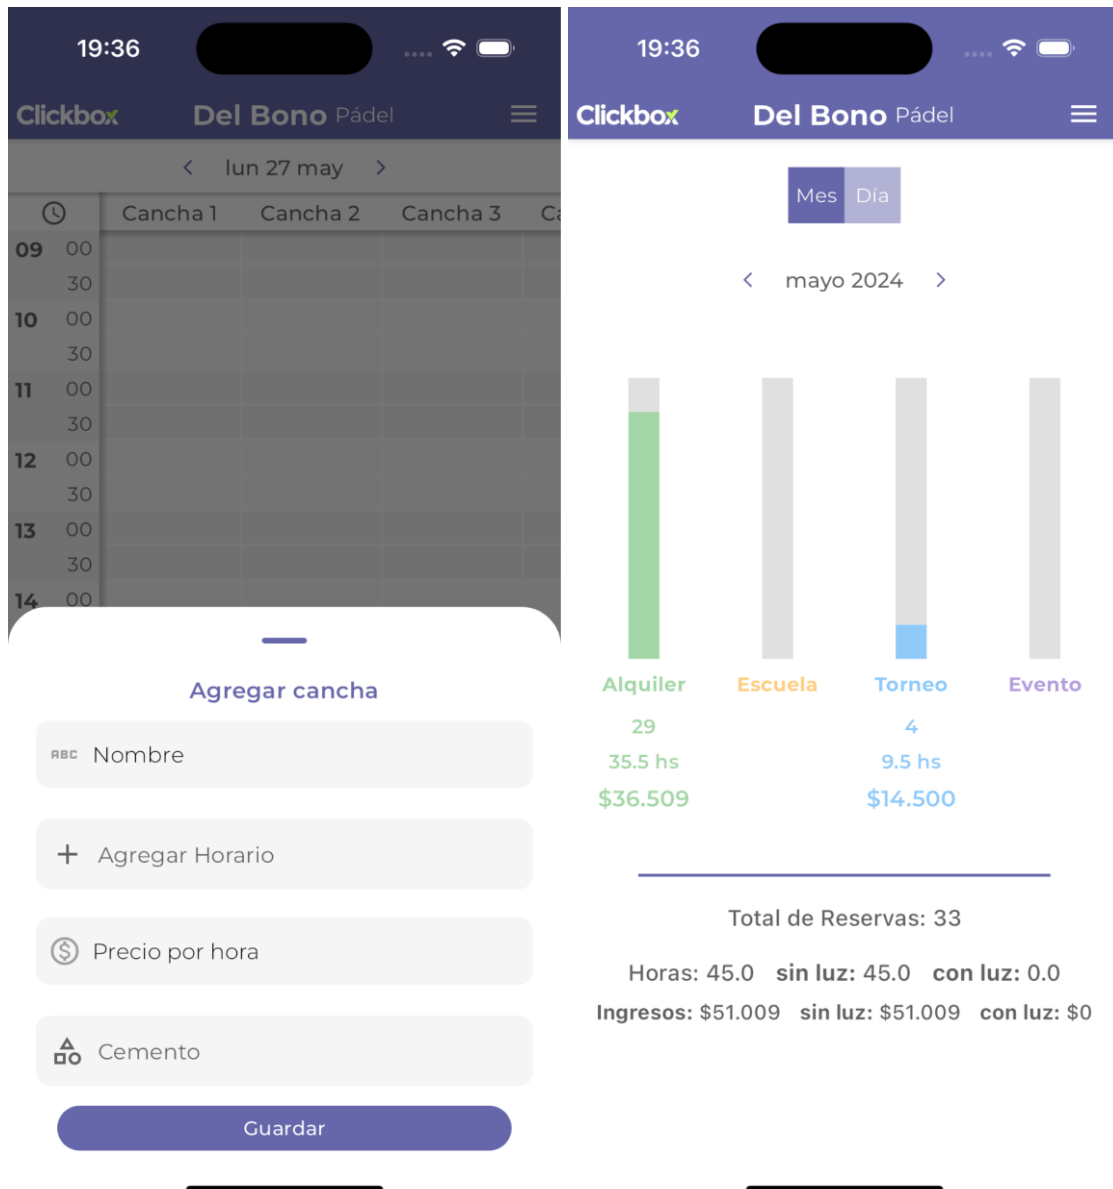 19:36
Clickbox Del Bono Pádel
lun 27 may
Cancha 1 Cancha 2 Cancha 3
09 00
30
10 00
30
11 00
30
12 00
30
13 00
30
14 00
Agregar cancha
ABC Nombre
Agregar Horario
Precio por hora
Cemento
Guardar
19:36
Clickbox Del Bono Pádel
Mes Día
mayo 2024
Alquiler Escuela Torneo Evento
29 4
35.5 hs 9.5 hs
$36.509 $14.500
Total de Reservas: 33
Horas: 45.0 sin luz: 45.0 con luz: 0.0
Ingresos: $51.009 sin luz: $51.009 con luz: $0